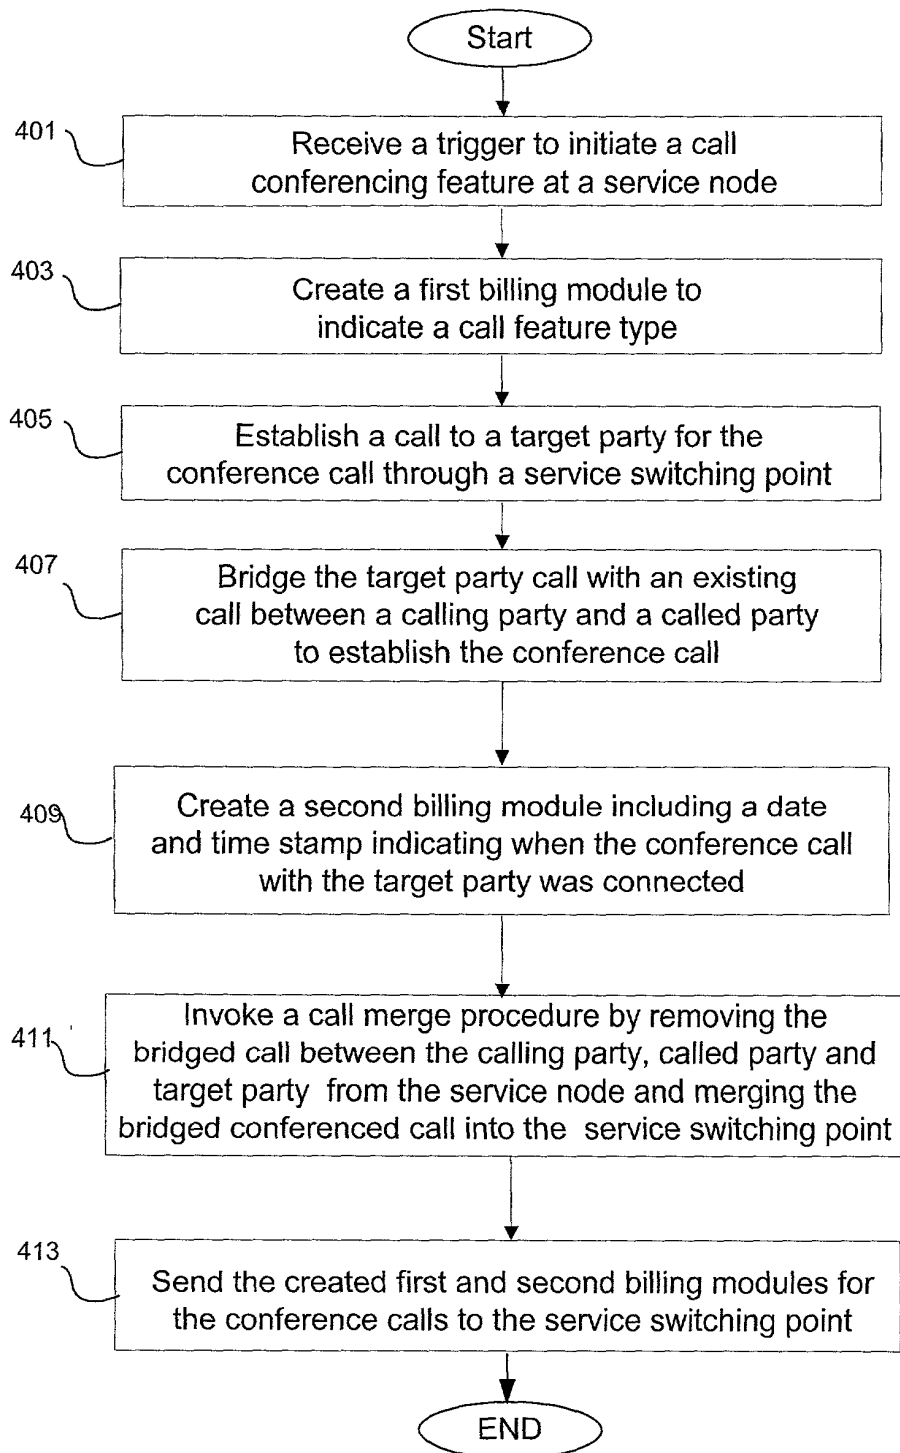 Start
401
Receive a trigger to initiate a call
conferencing feature at a service node
403
Create a first billing module to
indicate a call feature type
405
Establish a call to a target party for the
conference call through a service switching point
407
Bridge the target party call with an existing
call between a calling party and a called party
to establish the conference call
409
Create a second billing module including a date
and time stamp indicating when the conference call
with the target party was connected
411
Invoke a call merge procedure by removing the
bridged call between the calling party, called party and
target party from the service node and merging the
bridged conferenced call into the service switching point
413
Send the created first and second billing modules for
the conference calls to the service switching point
END